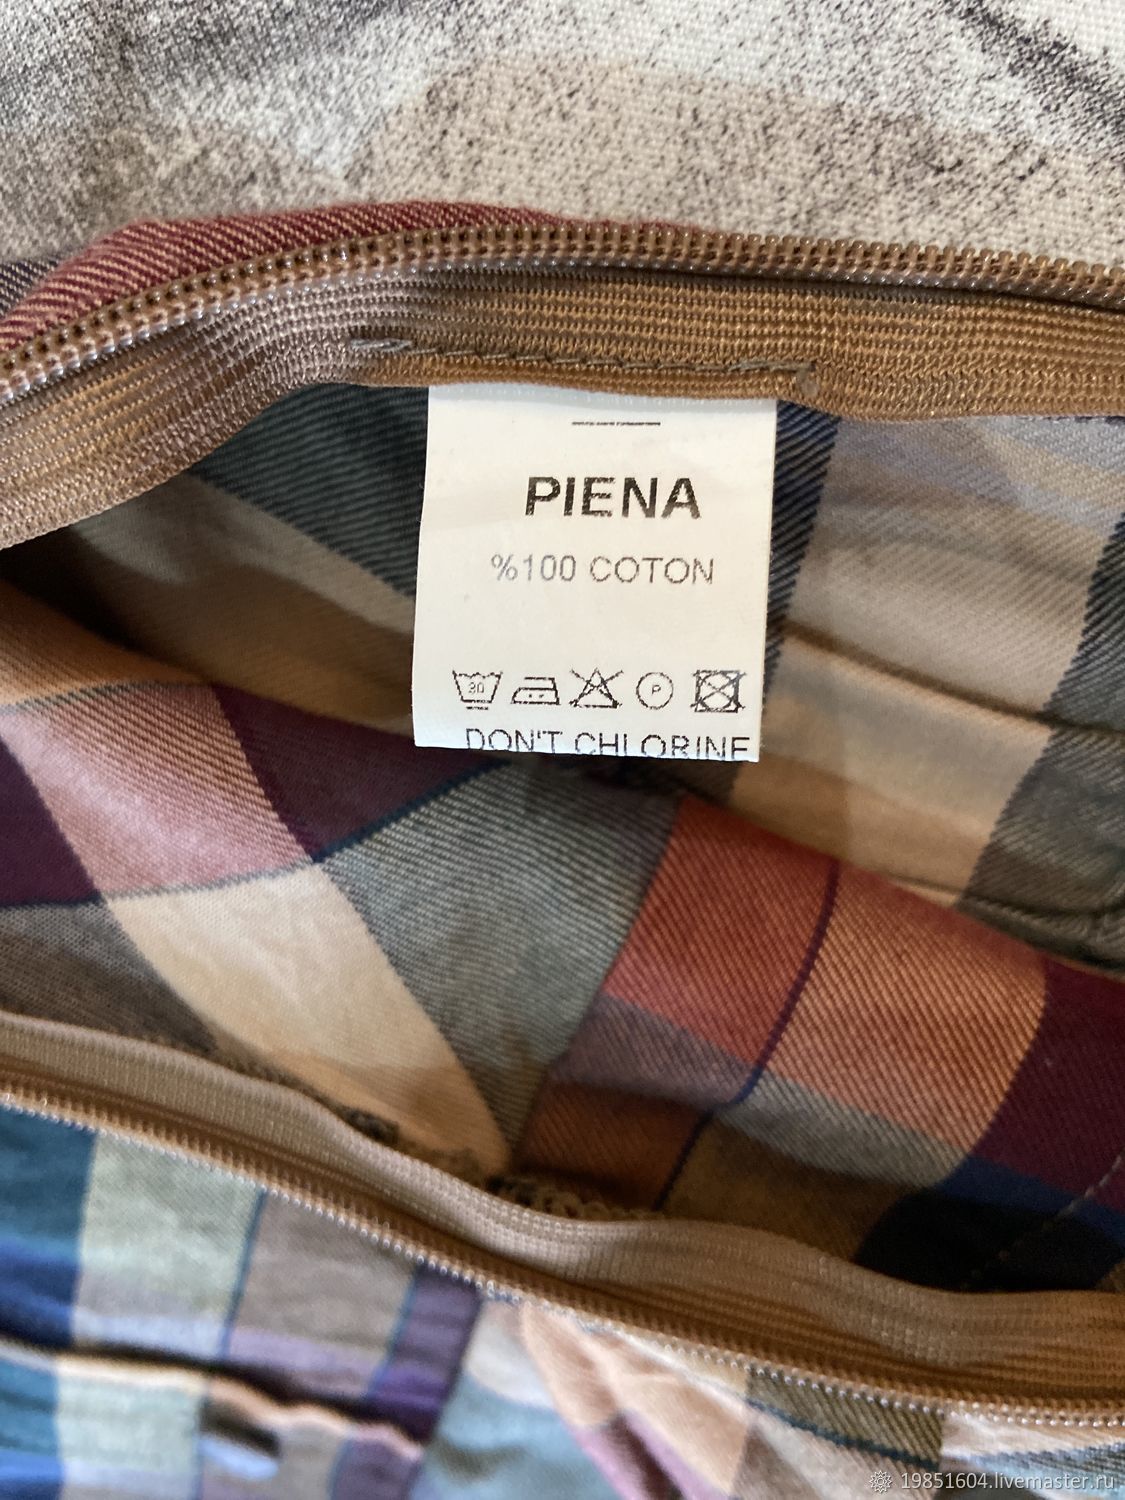 PIENA
%100 COTON
30
P
DON'T CHLORINE
19851604.livemaster.ru